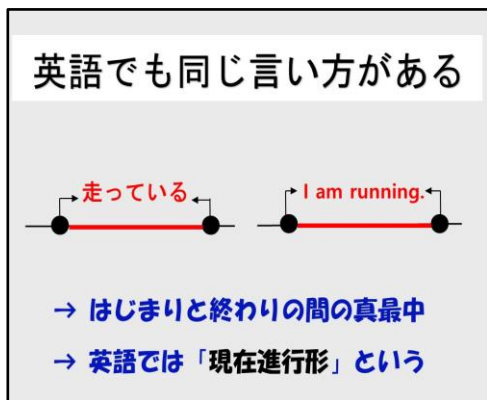 英語でも同じ言い方がある
走っている
I am running.
→ はじまりと終わりの間の真最中
→ 英語では「現在進行形」という